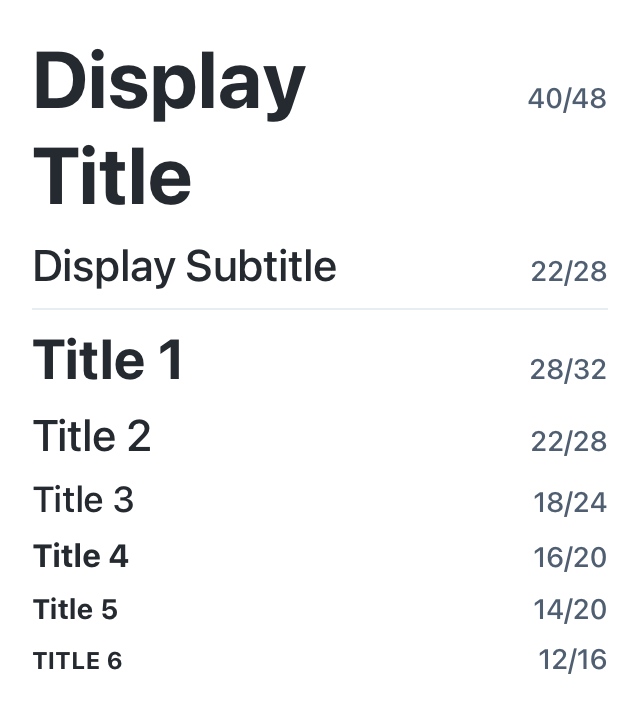 Display 40/48
Title
Display Subtitle 22/28
Title 1 28/32
Title 2 22/28
Title 3 18/24
Title 4 16/20
Title 5 14/20
TITLE 6 12/16